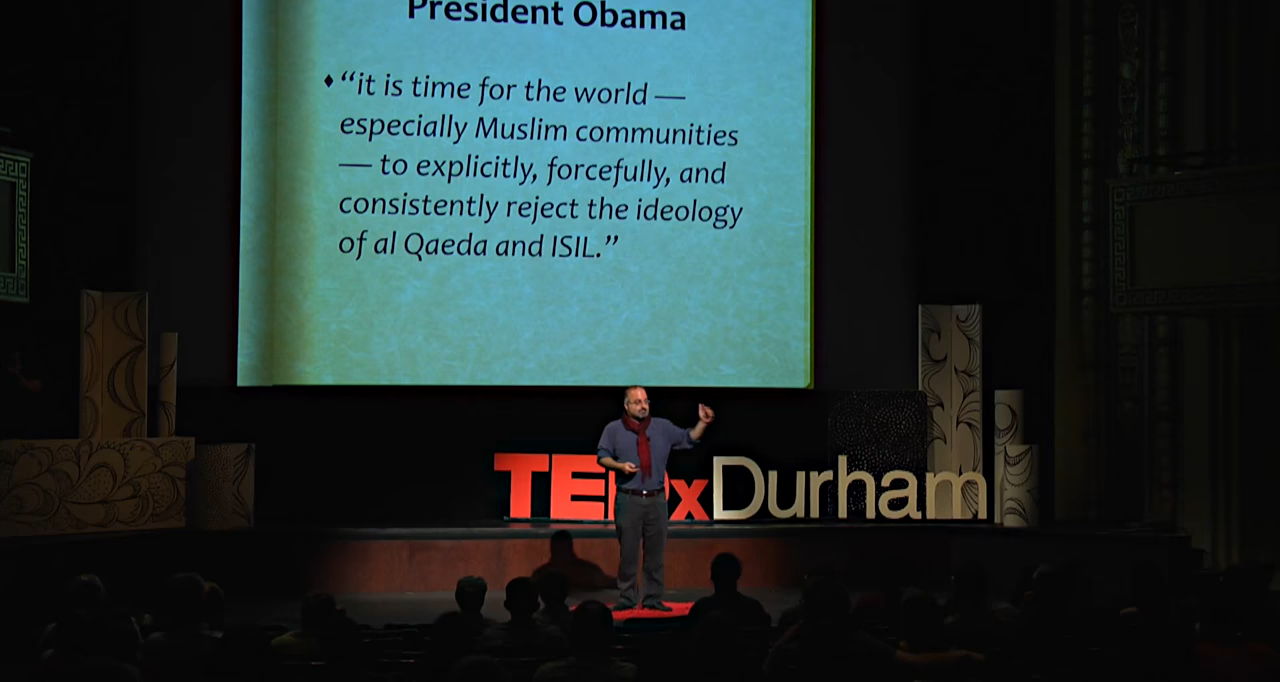 President Obama
♦ “it is time for the world —
especially Muslim communities
— to explicitly, forcefully, and
consistently reject the ideology
of al Qaeda and ISIL.”
TEDxDurham